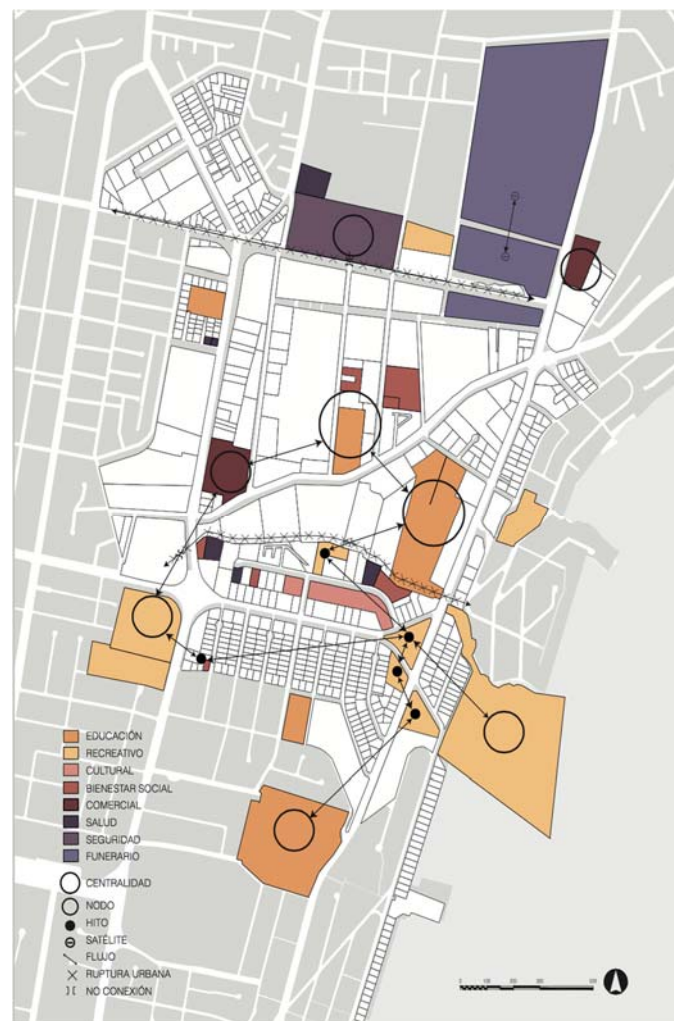 EDUCACIÓN
RECREATIVO
CULTURAL
BIENESTAR SOCIAL
COMERCIAL
SALUD
SEGURIDAD
FUNERARIO
CENTRALIDAD
NODO
HITO
SATÉLITE
FLUJO
RUPTURA URBANA
NO CONEXIÓN